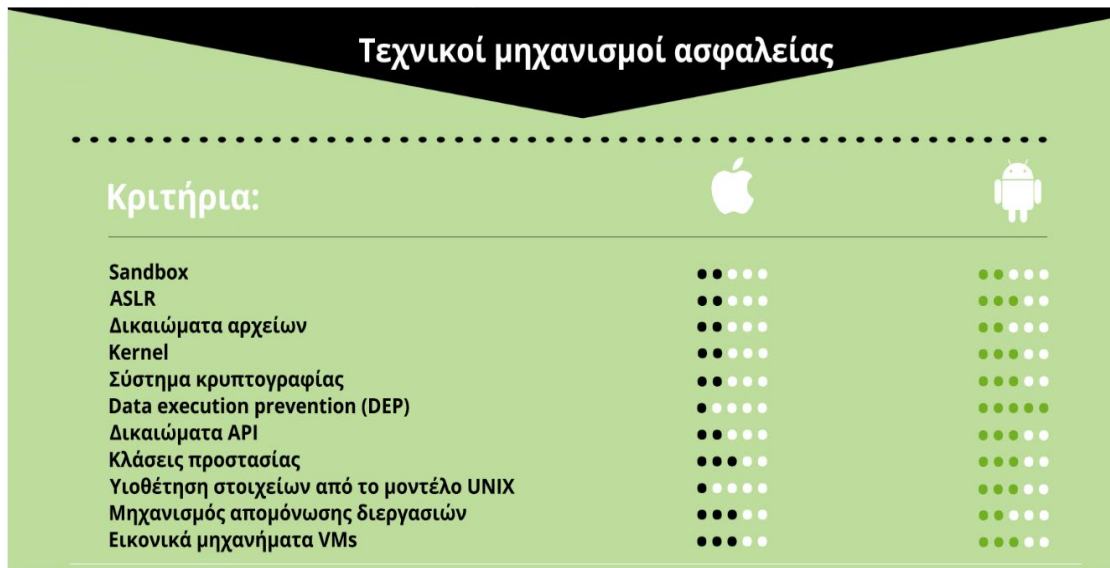 Τεχνικοί μηχανισμοί ασφαλείας
Κριτήρια:
Sandbox
ASLR
Δικαιώματα αρχείων
Kernel
Σύστημα κρυπτογραφίας
Data execution prevention (DEP)
Δικαιώματα API
Κλάσεις προστασίας
Υιοθέτηση στοιχείων από το μοντέλο UNIX
Μηχανισμός απομόνωσης διεργασιών
Εικονικά μηχανήματα VMs